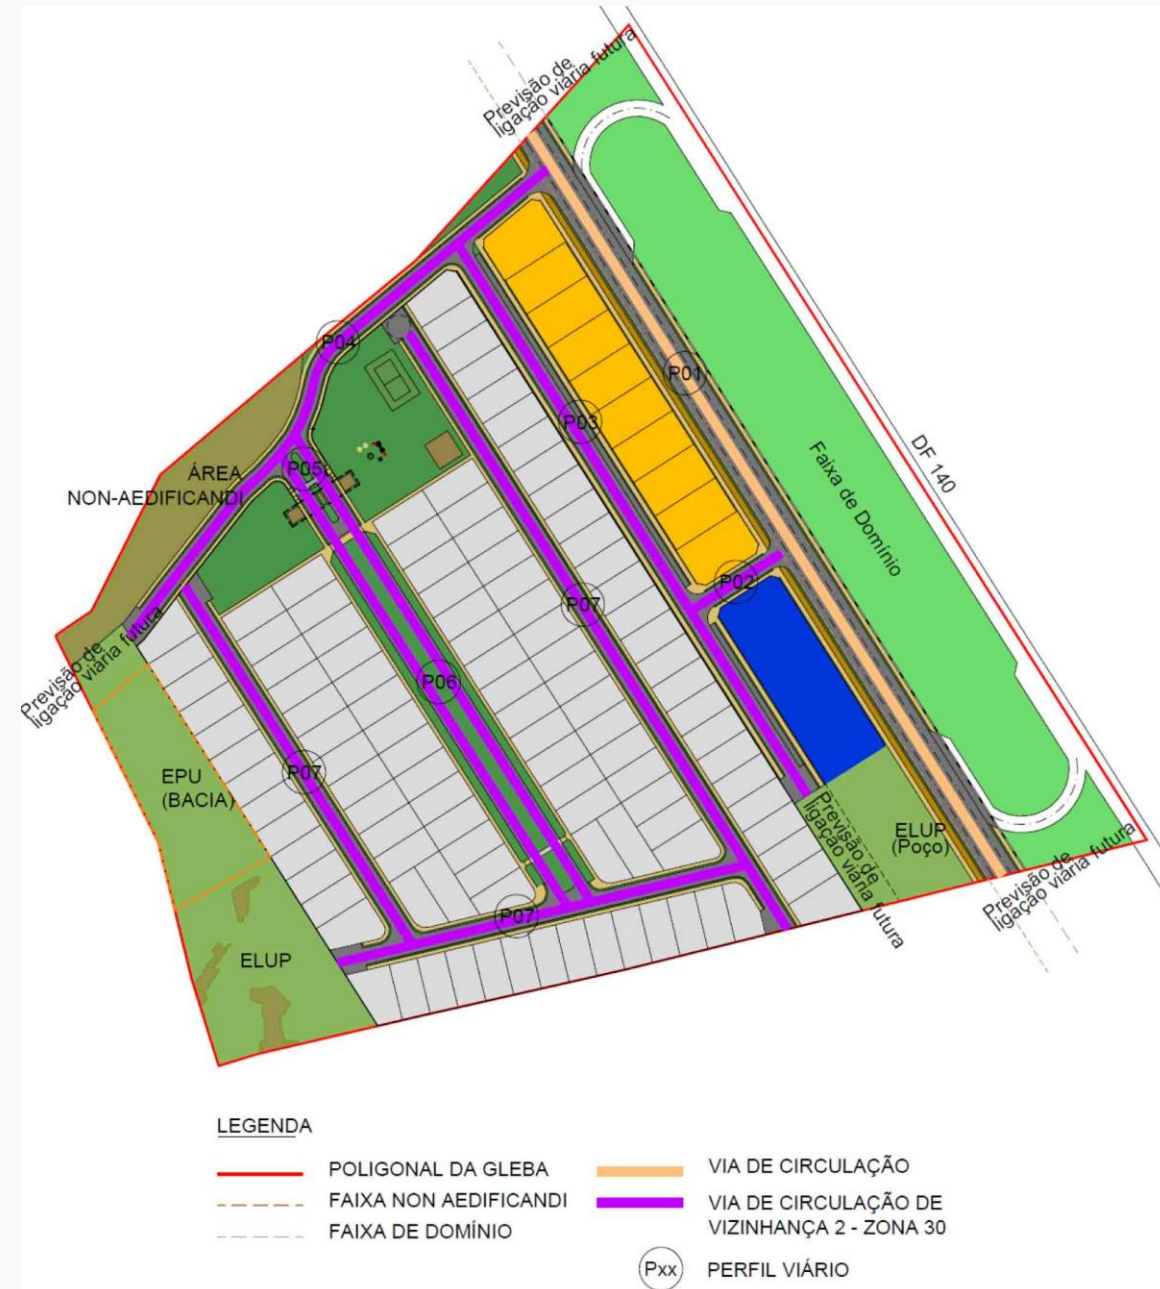 Previsão de
ligação viária futura
P04
P01
P03
DF 140
P05
ÁREA
NON-AEDIFICANDI
Faixa de Domínio
P02
P07
Previsão de
ligação viária futura
P06
P07
EPU
(BACIA)
Previsão de
ligação viária futura
ELUP
(Poço)
Previsão de
ligação viária futura
P07
ELUP
LEGENDA
POLIGONAL DA GLEBA
FAIXA NON AEDIFICANDI
FAIXA DE DOMÍNIO
VIA DE CIRCULAÇÃO
VIA DE CIRCULAÇÃO DE
VIZINHANÇA 2 - ZONA 30
Pxx
PERFIL VIÁRIO